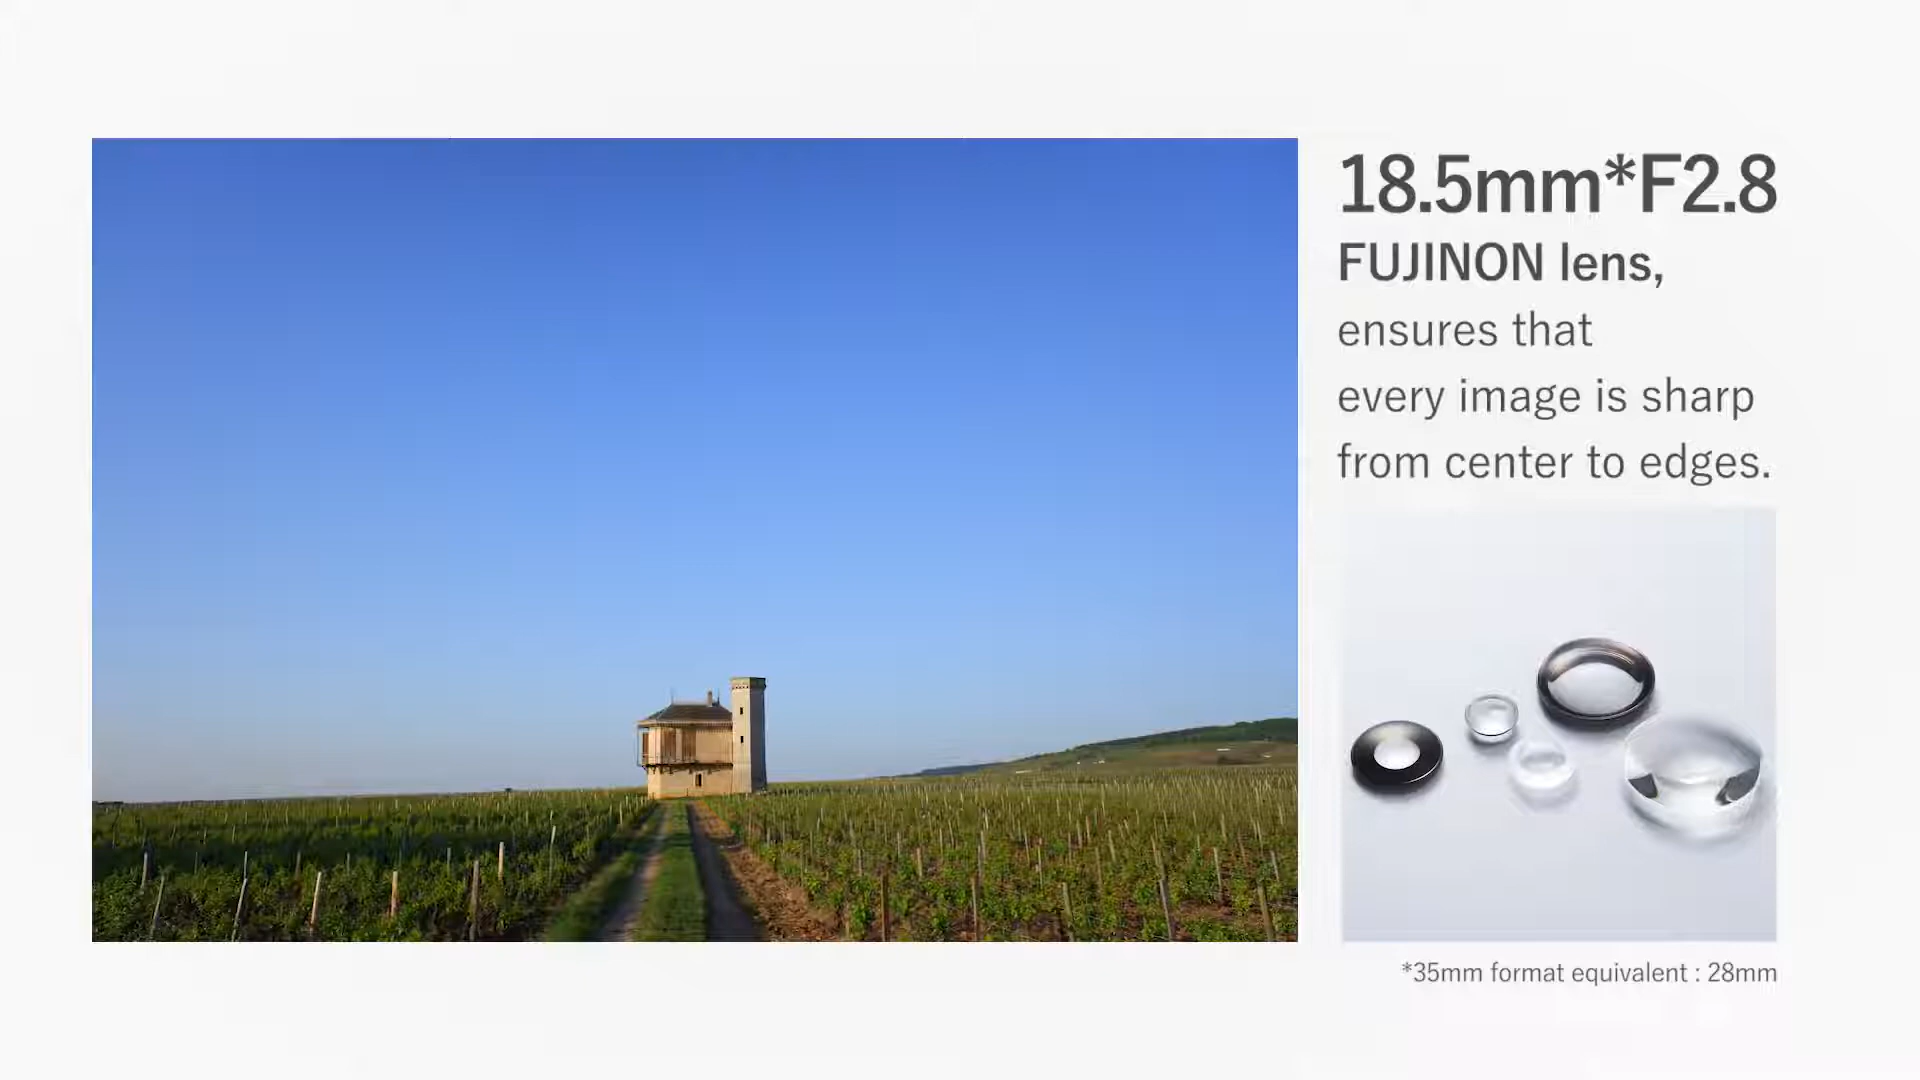 18.5mm*F2.8
FUJINON lens,
ensures that
every image is sharp
from center to edges.
*35mm format equivalent : 28mm